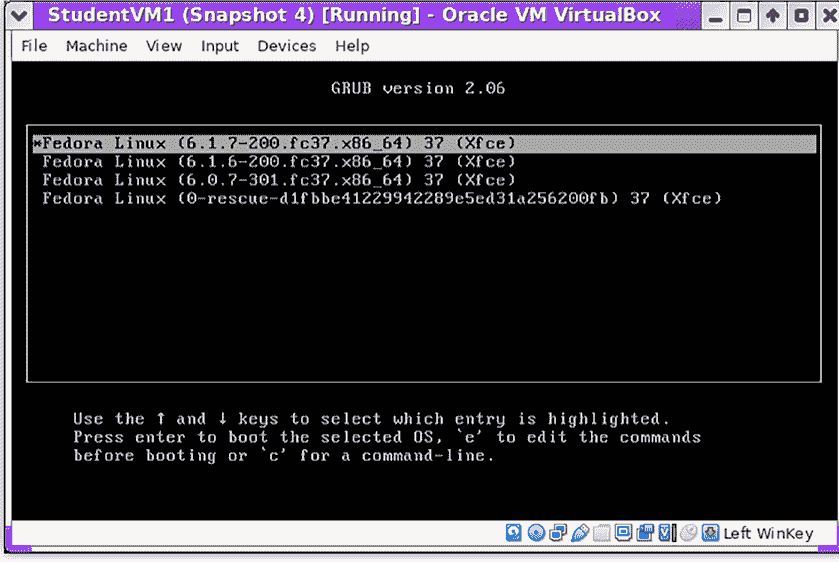 StudentVM1 (Snapshot 4) [Running] - Oracle VM VirtualBox
File Machine View Input Devices Help
GRUB version 2.06
*Fedora Linux (6.1.7-200.fc37.x86_64) 37 (Xfce)
Fedora Linux (6.1.6-200.fc37.x86_64) 37 (Xfce)
Fedora Linux (6.0.7-301.fc37.x86_64) 37 (Xfce)
Fedora Linux (0-rescue-d1fbbe41229942289e5ed31a256200fb) 37 (Xfce)
Use the ↑ and ↓ keys to select which entry is highlighted.
Press enter to boot the selected OS, `e' to edit the commands
before booting or `c' for a command-line.
Left WinKey